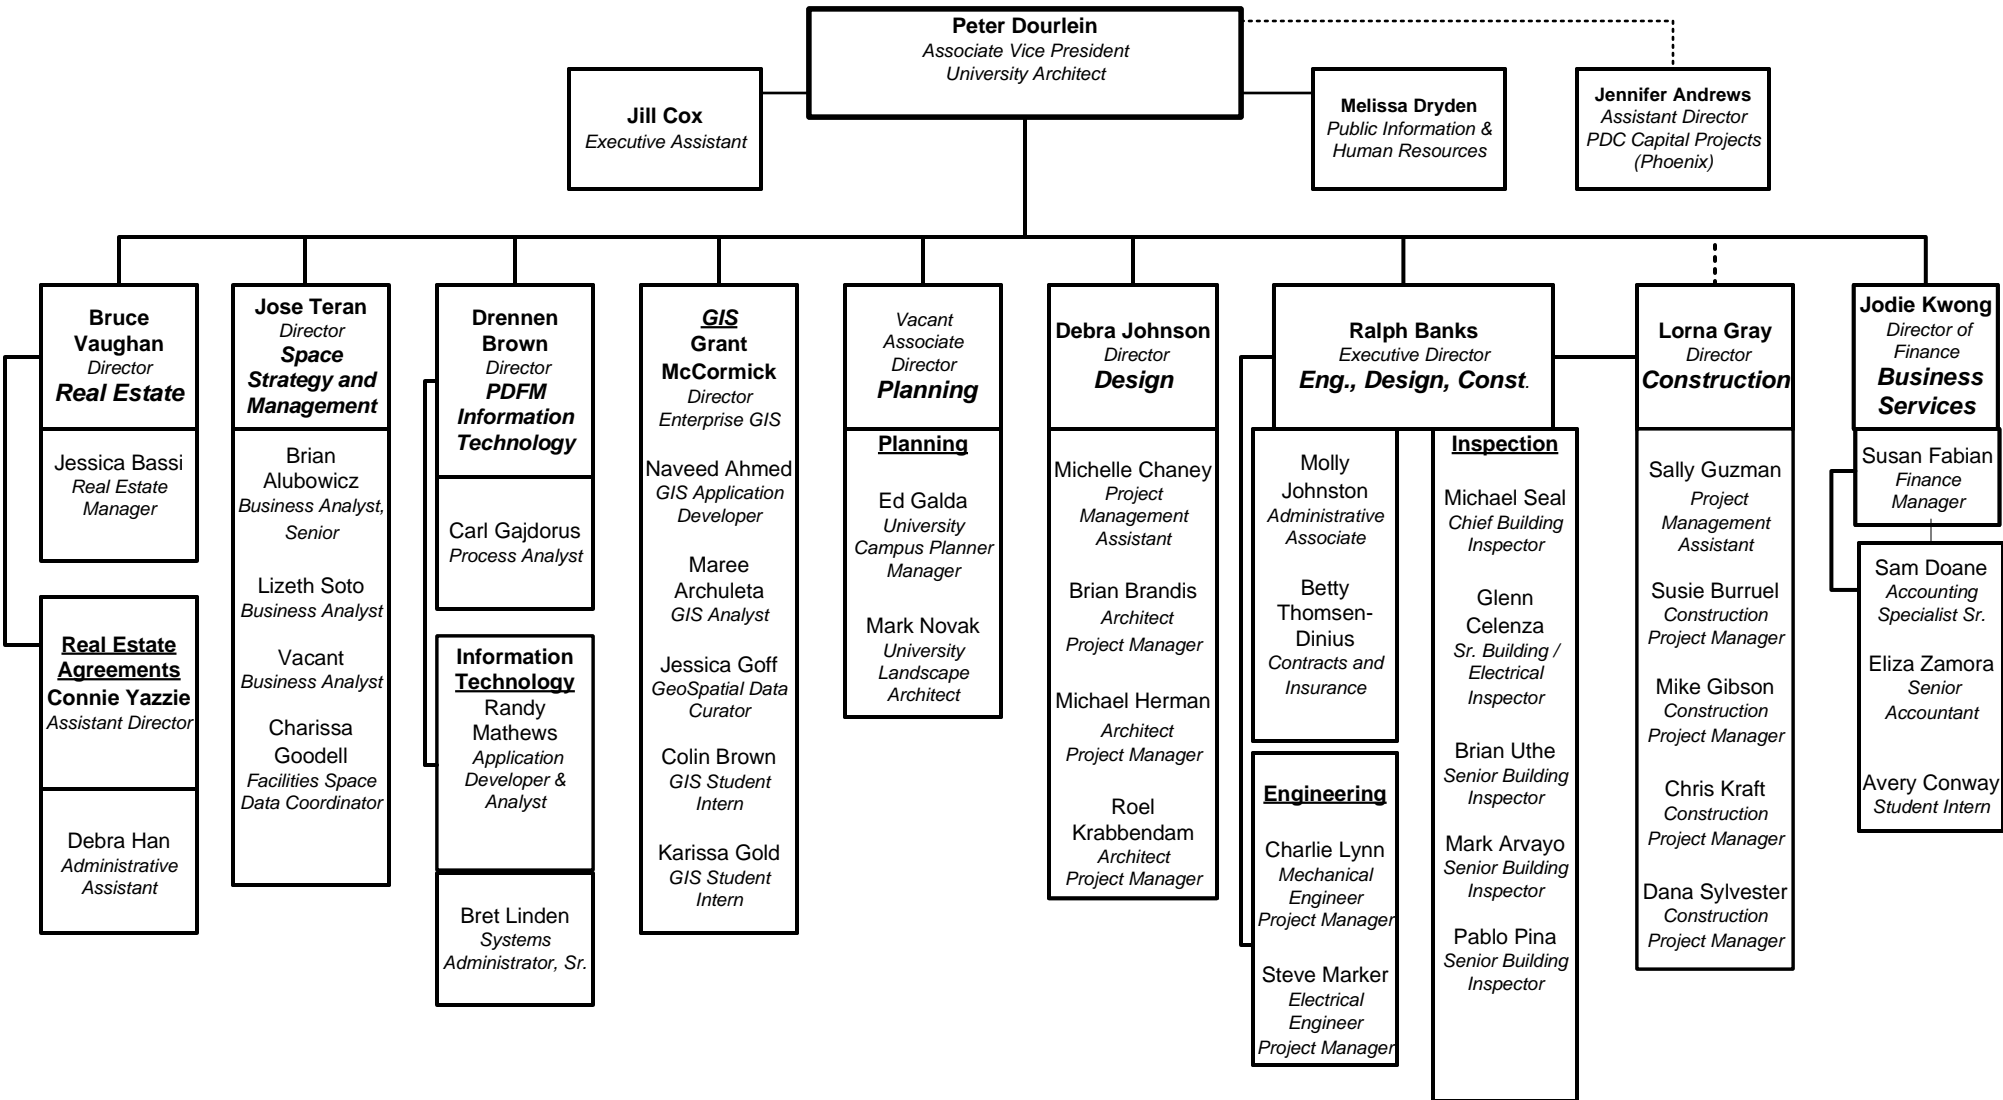 Peter Dourlein
Associate Vice President
University Architect
Jill Cox
Executive Assistant
Melissa Dryden
Public Information &
Human Resources
Jennifer Andrews
Assistant Director
PDC Capital Projects
(Phoenix)
Bruce
Vaughan
Director
Real Estate
Jessica Bassi
Real Estate
Manager
Real Estate
Agreements
Connie Yazzie
Assistant Director
Debra Han
Administrative
Assistant
Jose Teran
Director
Space
Strategy and
Management
Brian
Alubowicz
Business Analyst,
Senior
Lizeth Soto
Business Analyst
Vacant
Business Analyst
Charissa
Goodell
Facilities Space
Data Coordinator
Drennen
Brown
Director
PDFM
Information
Technology
Carl Gajdorus
Process Analyst
Information
Technology
Randy
Mathews
Application
Developer &
Analyst
Bret Linden
Systems
Administrator, Sr.
GIS
Grant
McCormick
Director
Enterprise GIS
Naveed Ahmed
GIS Application
Developer
Maree
Archuleta
GIS Analyst
Jessica Goff
GeoSpatial Data
Curator
Colin Brown
GIS Student
Intern
Karissa Gold
GIS Student
Intern
Vacant
Associate
Director
Planning
Planning
Ed Galda
University
Campus Planner
Manager
Mark Novak
University
Landscape
Architect
Debra Johnson
Director
Design
Michelle Chaney
Project
Management
Assistant
Brian Brandis
Architect
Project Manager
Michael Herman
Architect
Project Manager
Roel
Krabbendam
Architect
Project Manager
Ralph Banks
Executive Director
Eng., Design, Const.
Molly
Johnston
Administrative
Associate
Betty
Thomsen-
Dinius
Contracts and
Insurance
Engineering
Charlie Lynn
Mechanical
Engineer
Project Manager
Steve Marker
Electrical
Engineer
Project Manager
Inspection
Michael Seal
Chief Building
Inspector
Glenn
Celenza
Sr. Building /
Electrical
Inspector
Brian Uthe
Senior Building
Inspector
Mark Arvayo
Senior Building
Inspector
Pablo Pina
Senior Building
Inspector
Lorna Gray
Director
Construction
Sally Guzman
Project
Management
Assistant
Susie Burruel
Construction
Project Manager
Mike Gibson
Construction
Project Manager
Chris Kraft
Construction
Project Manager
Dana Sylvester
Construction
Project Manager
Jodie Kwong
Director of
Finance
Business
Services
Susan Fabian
Finance
Manager
Sam Doane
Accounting
Specialist Sr.
Eliza Zamora
Senior
Accountant
Avery Conway
Student Intern